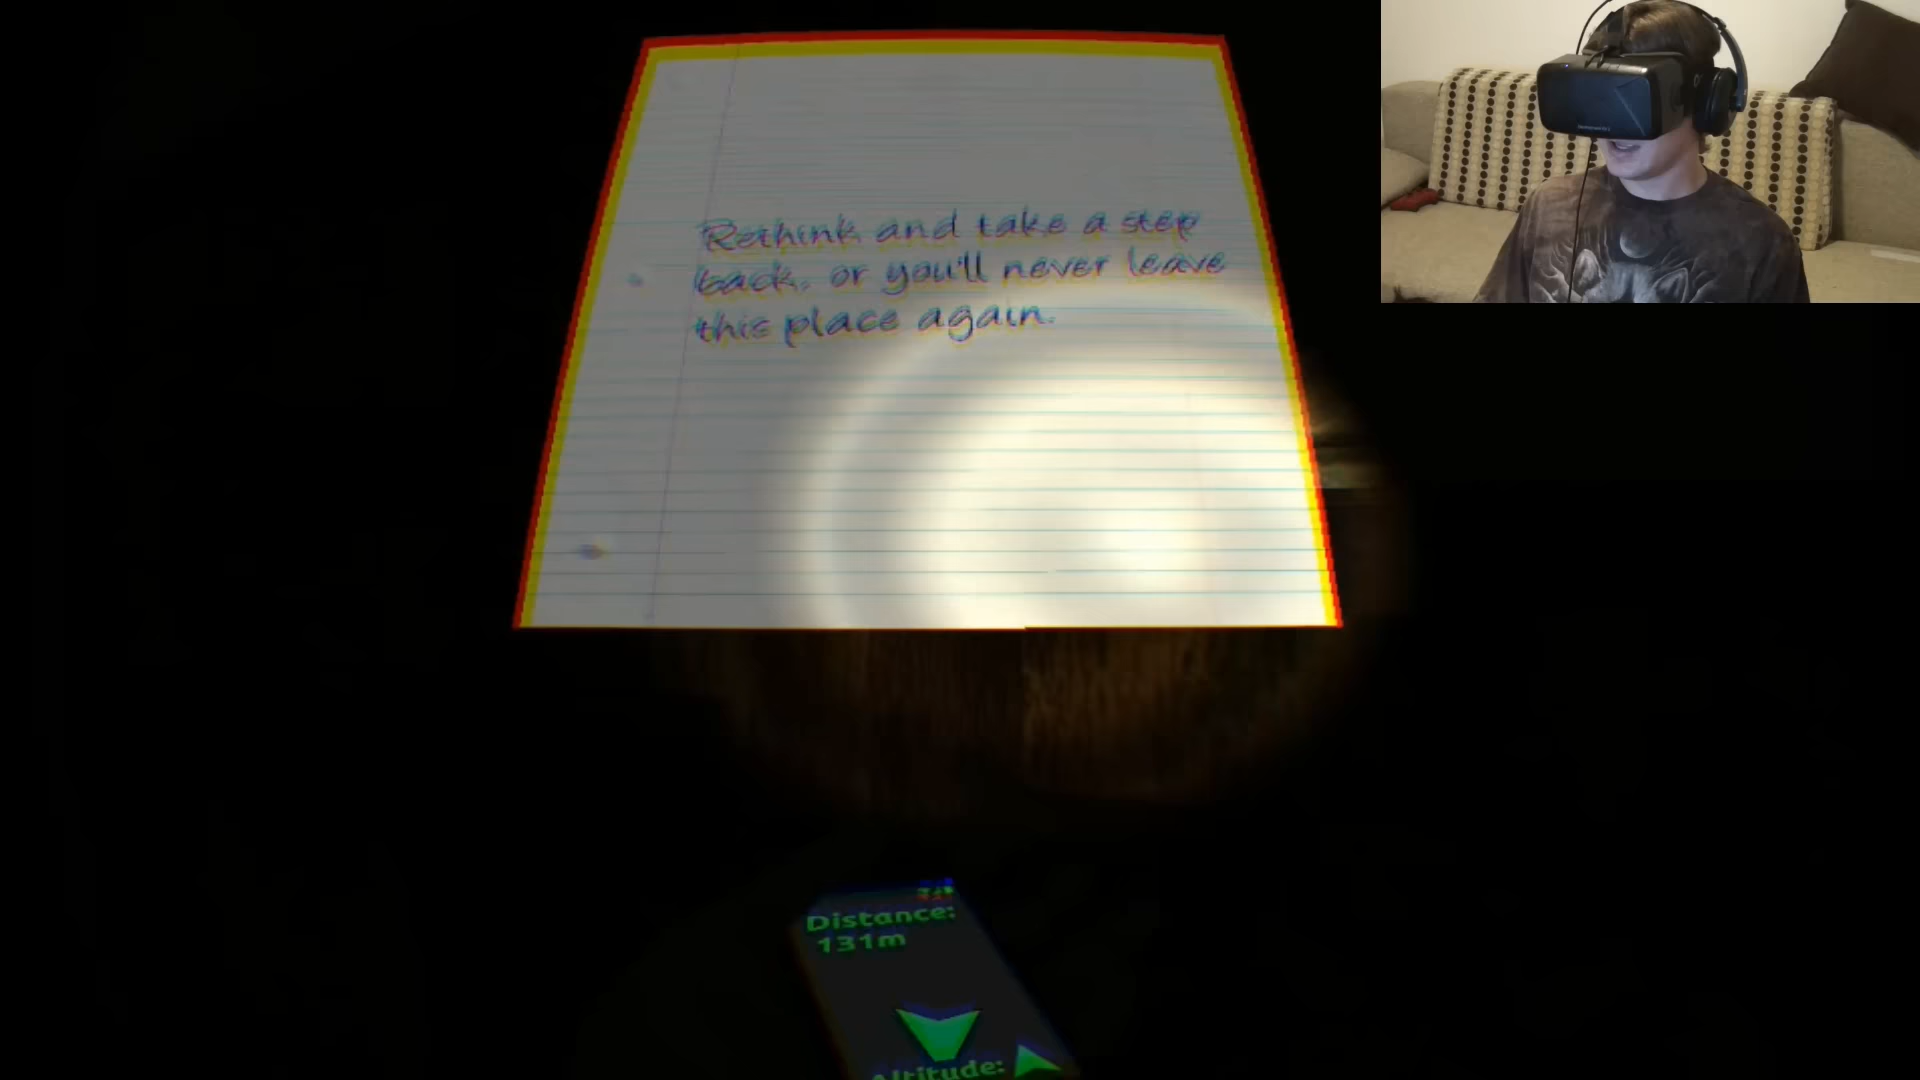 Rethink and take a step
back, or you'll never leave
this place again.
Distance:
131m
Altitude: